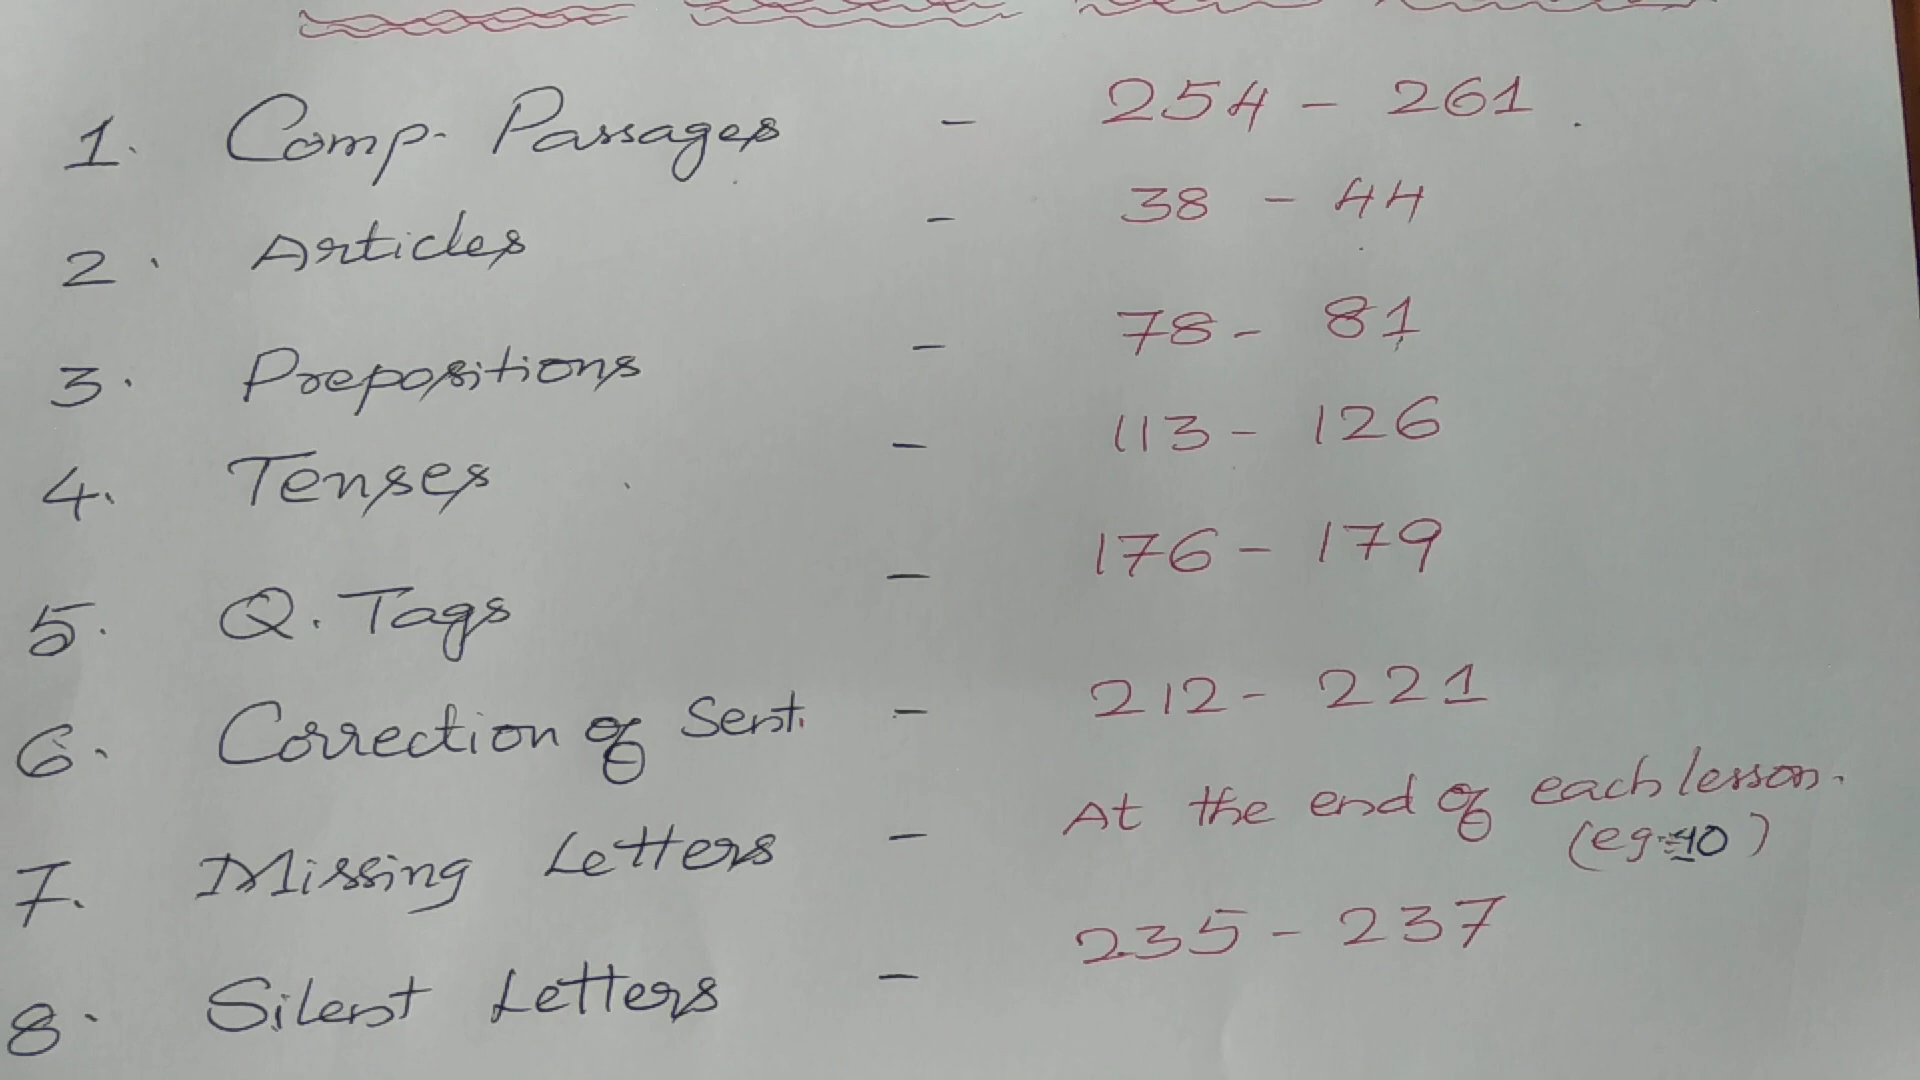 1. Comp. Passages - 254 - 261
2. Articles - 38 - 44
3. Prepositions - 78 - 81
4. Tenses - 113 - 126
5. Q. Tags - 176 - 179
6. Correction of Sent. - 212 - 221
7. Missing Letters - At the end of each lesson.
(eg:-10)
8. Silent Letters - 235 - 237